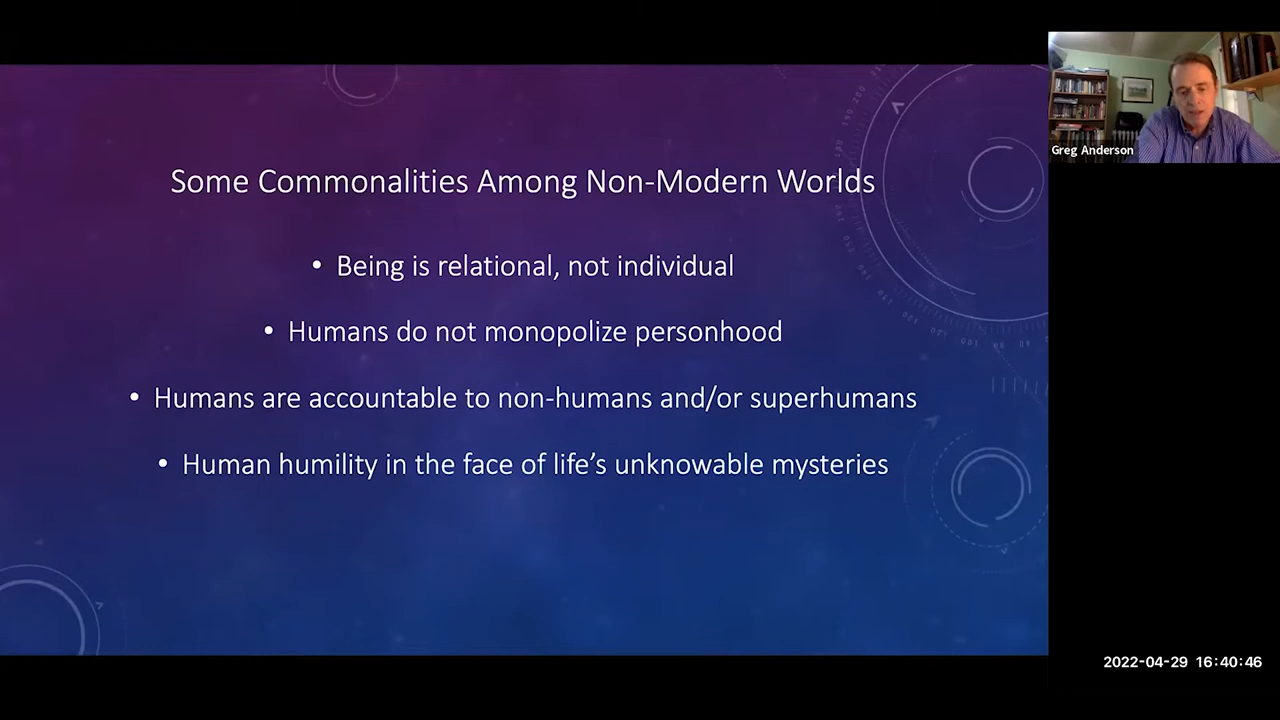 Some Commonalities Among Non-Modern Worlds
• Being is relational, not individual
• Humans do not monopolize personhood
• Humans are accountable to non-humans and/or superhumans
• Human humility in the face of life’s unknowable mysteries
Greg Anderson
2022-04-29 16:40:46